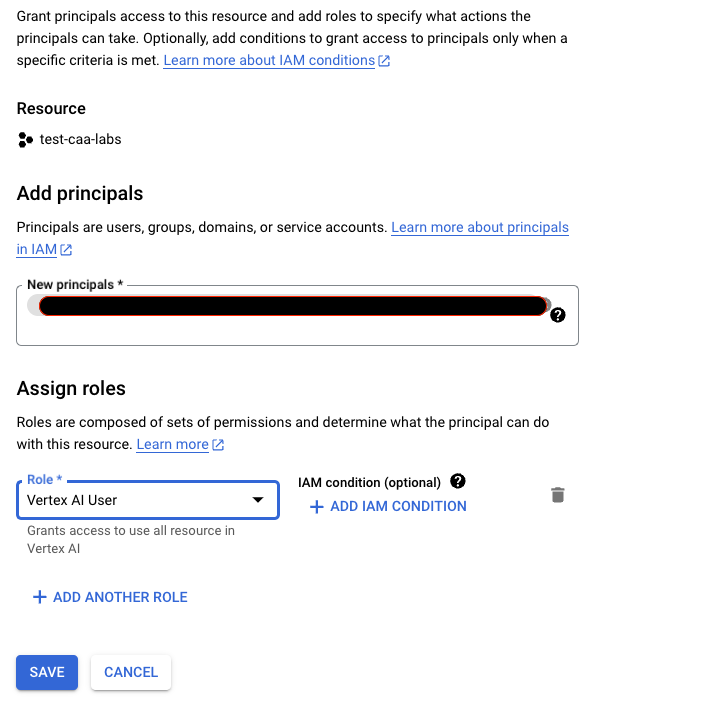 Grant principals access to this resource and add roles to specify what actions the
principals can take. Optionally, add conditions to grant access to principals only when a
specific criteria is met. Learn more about IAM conditions
Resource
test-caa-labs
Add principals
Principals are users, groups, domains, or service accounts. Learn more about principals
in IAM
New principals *
?
Assign roles
Roles are composed of sets of permissions and determine what the principal can do
with this resource. Learn more
Role *
Vertex AI User
IAM condition (optional) ?
+ ADD IAM CONDITION
Grants access to use all resource in
Vertex AI
+ ADD ANOTHER ROLE
SAVE CANCEL